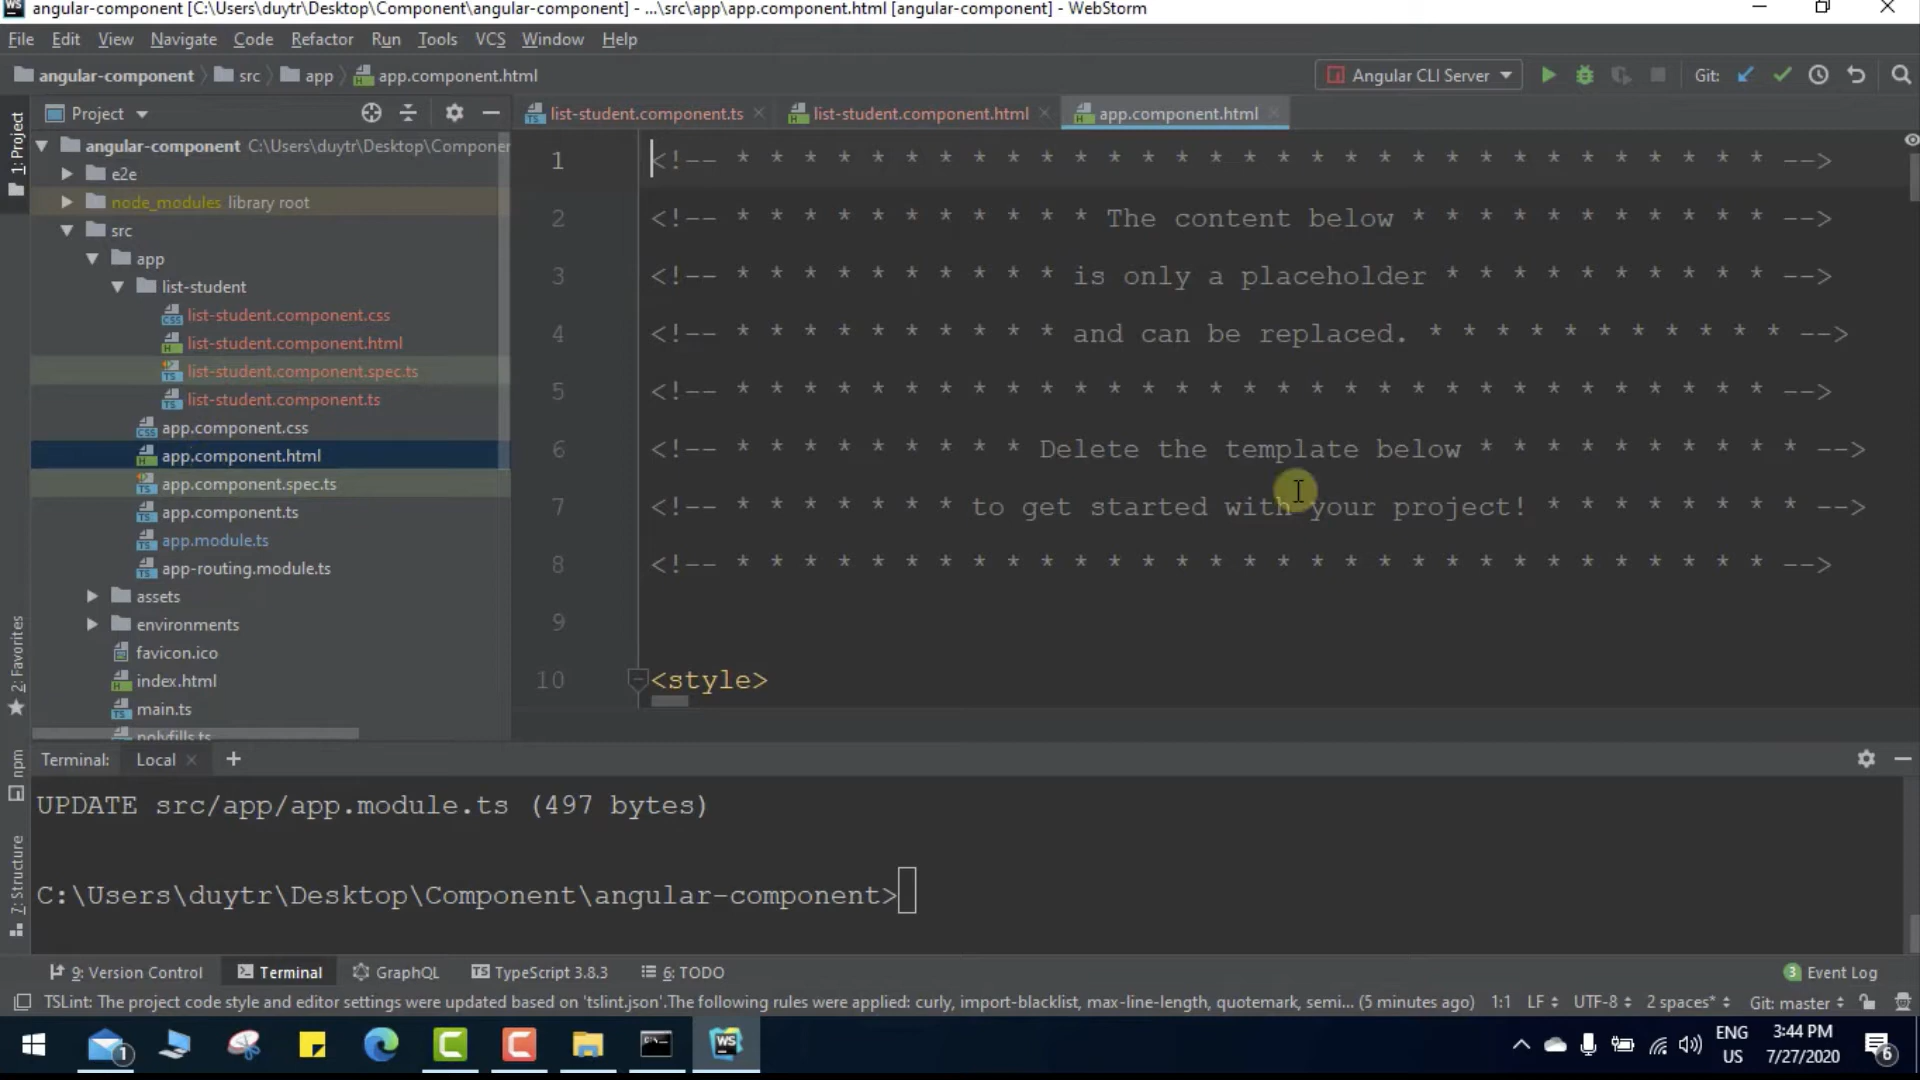 angular-component [C:\Users\duytr\Desktop\Component\angular-component] - ...\src\app\app.component.html [angular-component] - WebStorm
File Edit View Navigate Code Refactor Run Tools VCS Window Help
angular-component src app app.component.html Angular CLI Server Git:
Project list-student.component.ts list-student.component.html app.component.html
1: Project
angular-component C:\Users\duytr\Desktop\Componer
e2e
node_modules library root
src
app
list-student
list-student.component.css
list-student.component.html
list-student.component.spec.ts
list-student.component.ts
app.component.css
app.component.html
app.component.spec.ts
app.component.ts
app.module.ts
app-routing.module.ts
assets
environments
favicon.ico
index.html
main.ts
polyfills.ts
1 <!-- * * * * * * * * * * * * * * * * * * * * * * * * * * * * * * * -->
2 <!-- * * * * * * * * * * * The content below * * * * * * * * * * * -->
3 <!-- * * * * * * * * * * is only a placeholder * * * * * * * * * * -->
4 <!-- * * * * * * * * * * and can be replaced. * * * * * * * * * * * -->
5 <!-- * * * * * * * * * * * * * * * * * * * * * * * * * * * * * * * -->
6 <!-- * * * * * * * * * Delete the template below * * * * * * * * * * -->
7 <!-- * * * * * * * to get started with your project! * * * * * * * * -->
8 <!-- * * * * * * * * * * * * * * * * * * * * * * * * * * * * * * * -->
9
10 <style>
2: Favorites
npm
7: Structure
Terminal: Local
UPDATE src/app/app.module.ts (497 bytes)
C:\Users\duytr\Desktop\Component\angular-component>
9: Version Control Terminal GraphQL TypeScript 3.8.3 6: TODO 3 Event Log
TSLint: The project code style and editor settings were updated based on 'tslint.json'.The following rules were applied: curly, import-blacklist, max-line-length, quotemark, semi... (5 minutes ago) 1:1 LF UTF-8 2 spaces* Git: master
1 WS ENG US 3:44 PM 7/27/2020 6